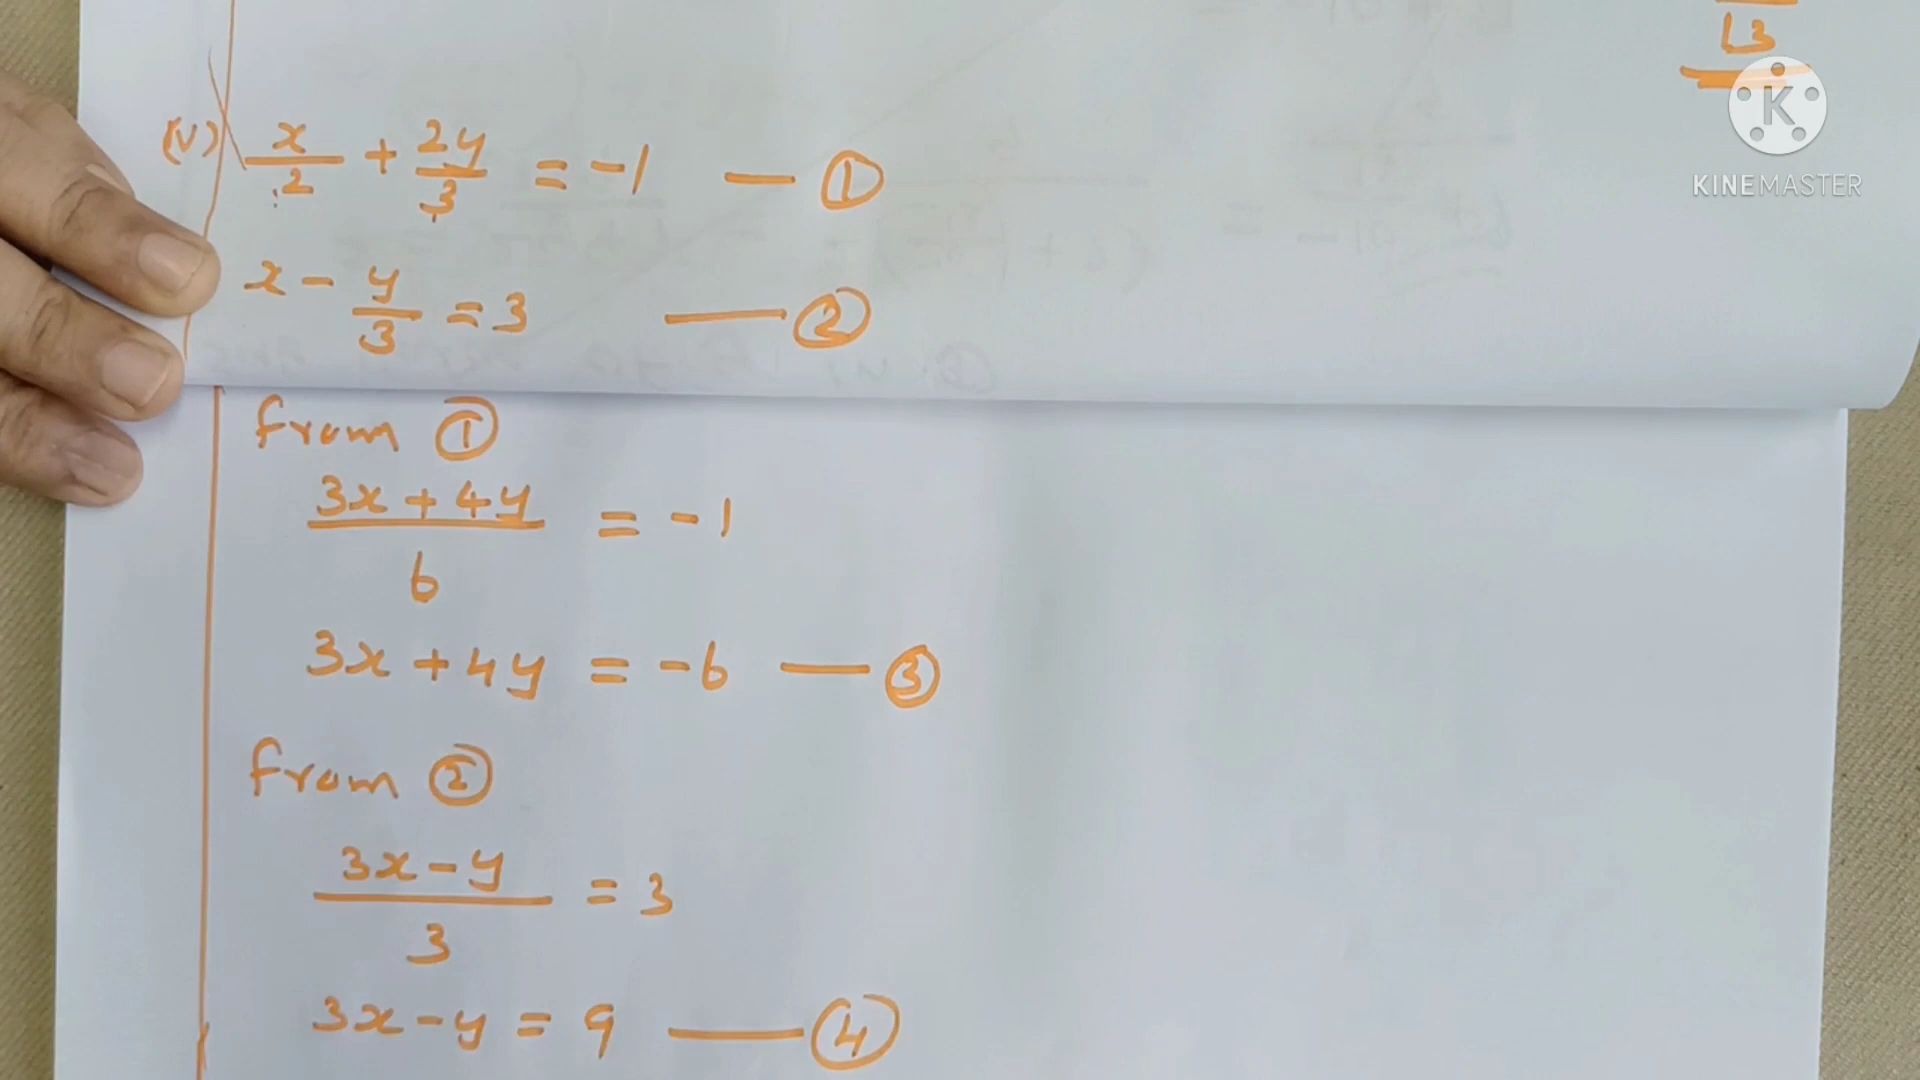 13
KINEMASTER
(v) x/2 + 2y/3 = -1 — ①
x - y/3 = 3 — ②
from ①
3x + 4y / 6 = -1
3x + 4y = -6 — ③
from ②
3x - y / 3 = 3
3x - y = 9 — ④